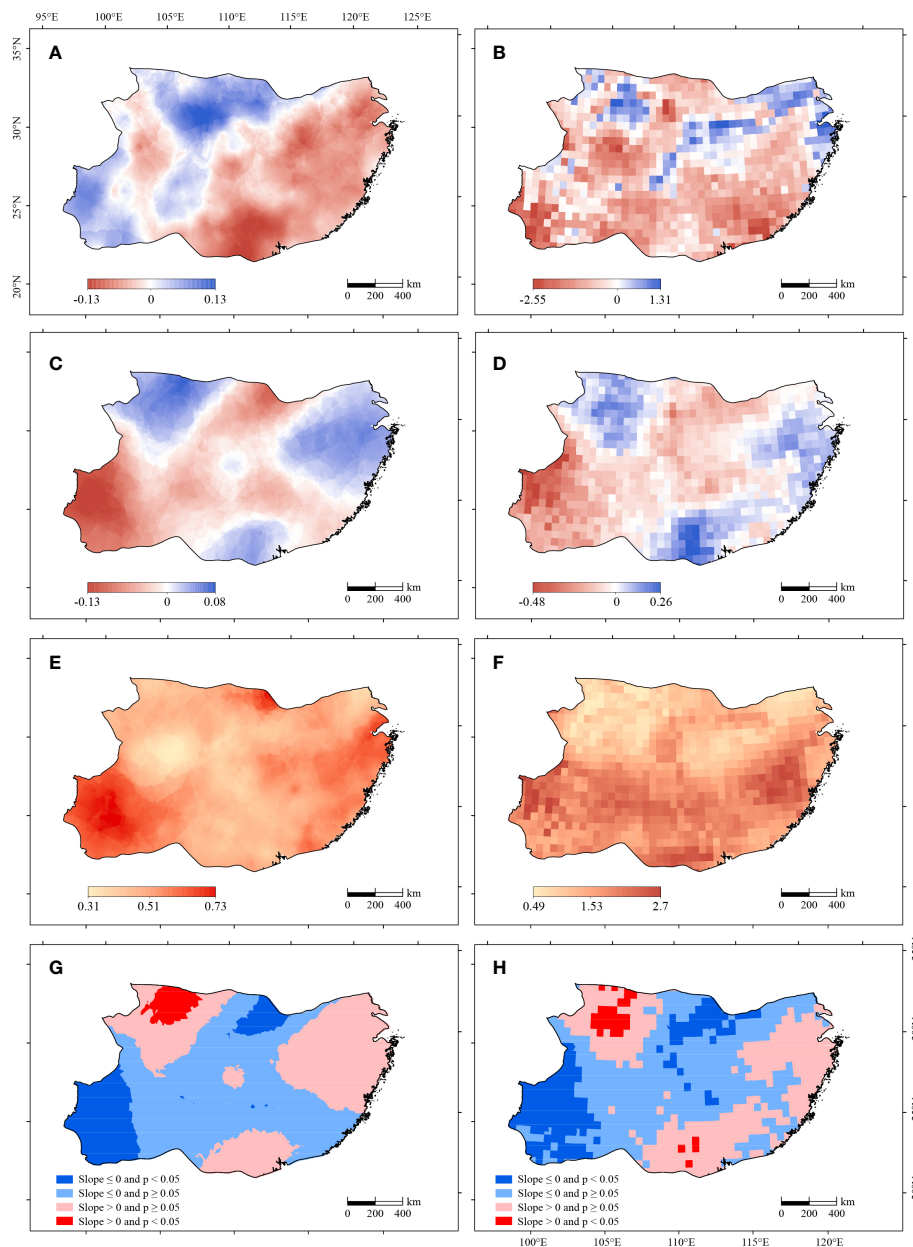 95°E 100°E 105°E 110°E 115°E 120°E 125°E
35°N
30°N
25°N
20°N
A
-0.13 0 0.13
km
0 200 400
B
-2.55 0 1.31
km
0 200 400
C
-0.13 0 0.08
km
0 200 400
D
-0.48 0 0.26
km
0 200 400
E
0.31 0.51 0.73
km
0 200 400
F
0.49 1.53 2.7
km
0 200 400
G
Slope ≤ 0 and p < 0.05
Slope ≤ 0 and p ≥ 0.05
Slope > 0 and p ≥ 0.05
Slope > 0 and p < 0.05
km
0 200 400
H
Slope ≤ 0 and p < 0.05
Slope ≤ 0 and p ≥ 0.05
Slope > 0 and p ≥ 0.05
Slope > 0 and p < 0.05
km
0 200 400
100°E 105°E 110°E 115°E 120°E